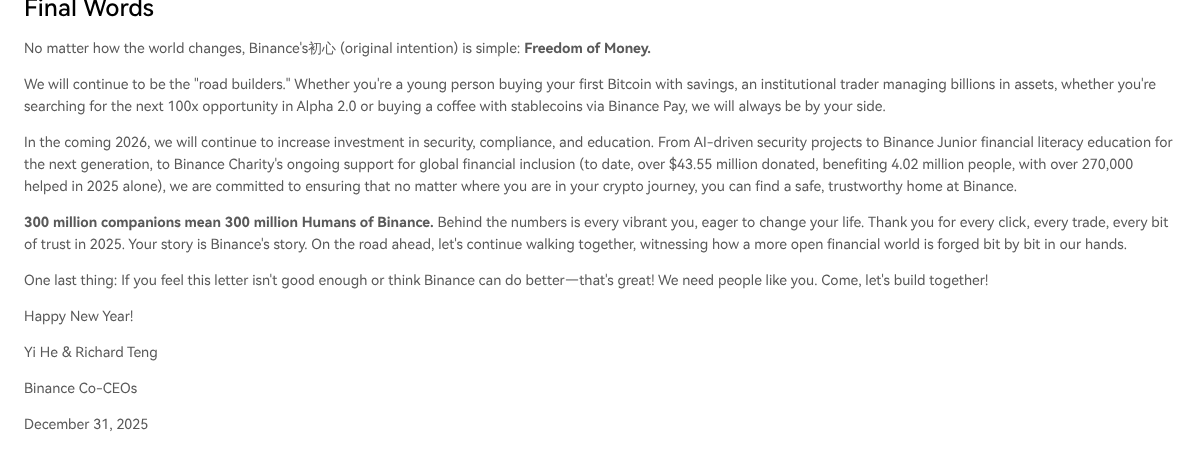 Final Words
No matter how the world changes, Binance's初心 (original intention) is simple: Freedom of Money.
We will continue to be the "road builders." Whether you're a young person buying your first Bitcoin with savings, an institutional trader managing billions in assets, whether you're
searching for the next 100x opportunity in Alpha 2.0 or buying a coffee with stablecoins via Binance Pay, we will always be by your side.
In the coming 2026, we will continue to increase investment in security, compliance, and education. From AI-driven security projects to Binance Junior financial literacy education for
the next generation, to Binance Charity's ongoing support for global financial inclusion (to date, over $43.55 million donated, benefiting 4.02 million people, with over 270,000
helped in 2025 alone), we are committed to ensuring that no matter where you are in your crypto journey, you can find a safe, trustworthy home at Binance.
300 million companions mean 300 million Humans of Binance. Behind the numbers is every vibrant you, eager to change your life. Thank you for every click, every trade, every bit
of trust in 2025. Your story is Binance's story. On the road ahead, let's continue walking together, witnessing how a more open financial world is forged bit by bit in our hands.
One last thing: If you feel this letter isn't good enough or think Binance can do better—that's great! We need people like you. Come, let's build together!
Happy New Year!
Yi He & Richard Teng
Binance Co-CEOs
December 31, 2025